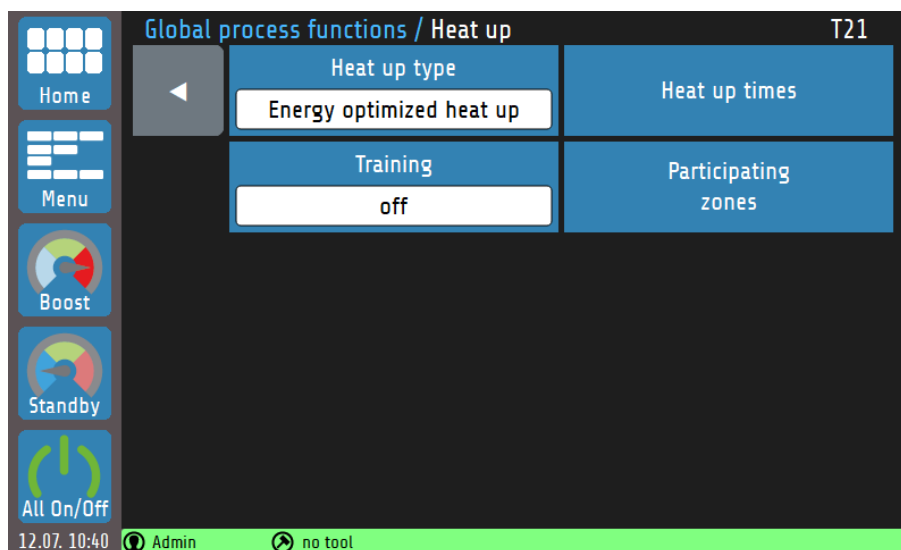 Global process functions / Heat up
T21
Home
◄
Heat up type
Energy optimized heat up
Heat up times
Menu
Training
off
Participating
zones
Boost
Standby
All On/Off
12.07. 10:40
Admin
no tool